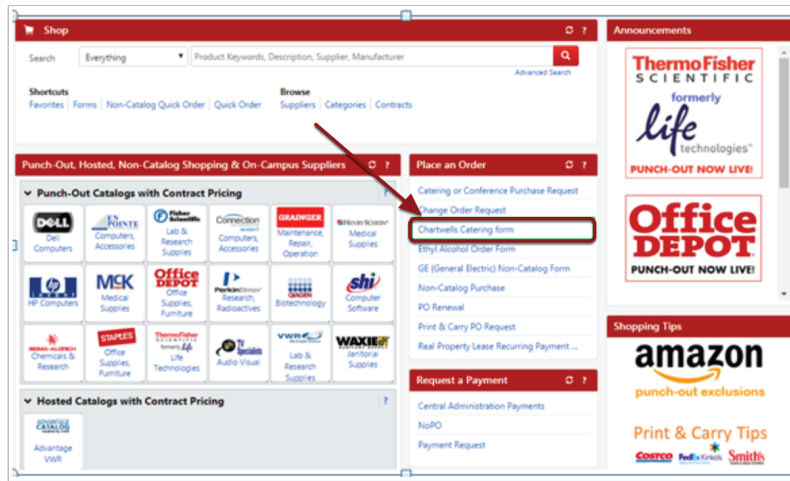 Shop
Search
Everything
Product Keywords, Description, Supplier, Manufacturer
Advanced Search
Shortcuts
Favorites | Forms | Non-Catalog Quick Order | Quick Order
Browse
Suppliers | Categories | Contracts
Punch-Out, Hosted, Non-Catalog Shopping & On-Campus Suppliers ?
Punch-Out Catalogs with Contract Pricing ?
DELL
Dell
Computers
EN
POINTE
Computers,
Accessories
Fisher
Scientific
Lab &
Research
Supplies
Connection
Computers,
Accessories
GRAINGER
Maintenance,
Repair,
Operation
HENRY SCHEIN
Medical
Supplies
hp
HP Computers
MCK
Medical
Supplies
Office
DEPOT
Office
Supplies,
Furniture
PerkinElmer
Research,
Radioactives
QIAGEN
Biotechnology
shi
Computer
Software
SIGMA-ALDRICH
Chemicals &
Research
STAPLES
Office
Supplies,
Furniture
ThermoFisher
SCIENTIFIC
formerly life
Life
Technologies
TV
Specialists
Audio Visual
VWR
Lab &
Research
Supplies
WAXIE
Janitorial
Supplies
Hosted Catalogs with Contract Pricing ?
ADVANTAGE
CATALOG
Advantage
VWR
Place an Order ?
Catering or Conference Purchase Request
Change Order Request
Chartwells Catering form
Ethyl Alcohol Order Form
GE (General Electric) Non-Catalog Form
Non-Catalog Purchase
PO Renewal
Print & Carry PO Request
Real Property Lease Recurring Payment ...
Request a Payment ?
Central Administration Payments
NoPO
Payment Request
Announcements
ThermoFisher
SCIENTIFIC
formerly
life
technologies™
PUNCH-OUT NOW LIVE!
Office
DEPOT
PUNCH-OUT NOW LIVE!
Shopping Tips
amazon
punch-out exclusions
Print & Carry Tips
COSTCO FedEx Kinko's Smith's